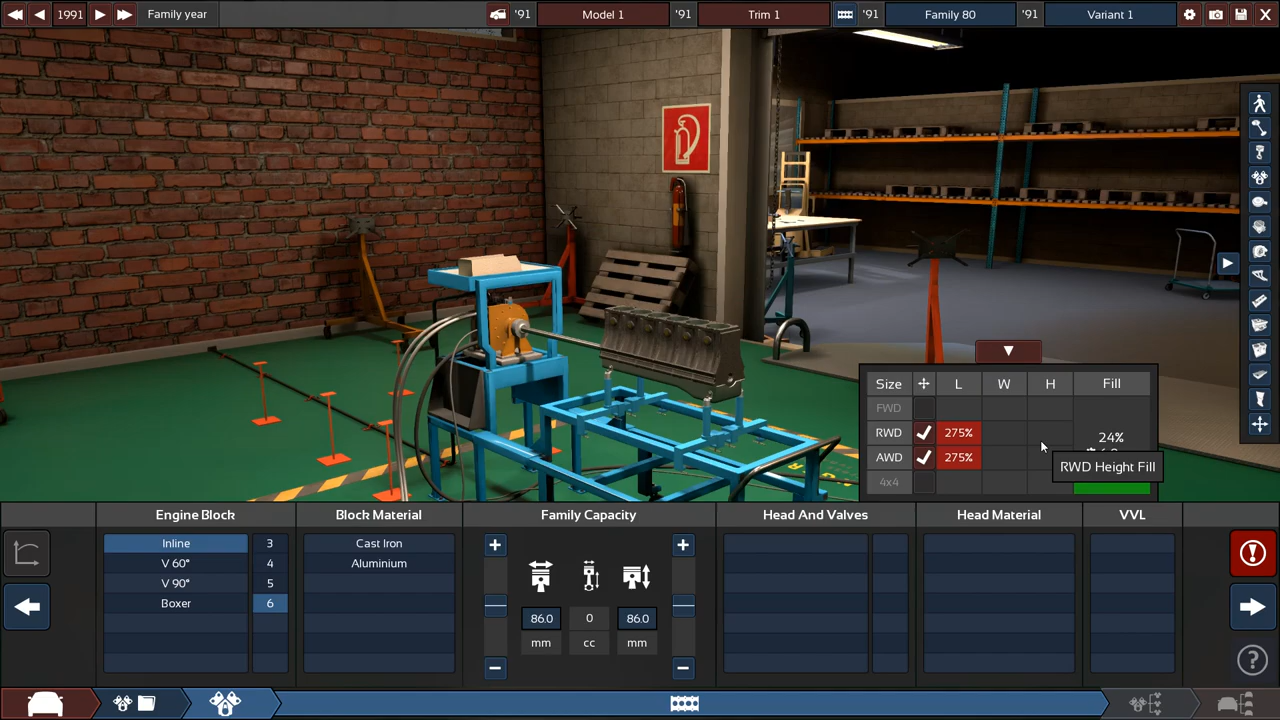 1991 Family year '91 Model 1 '91 Trim 1 '91 Family 80 '91 Variant 1
Size L W H Fill
FWD
RWD 275%
24%
AWD 275%
RWD Height Fill
4x4
Engine Block Block Material Family Capacity Head And Valves Head Material VVL
Inline 3 Cast Iron
V 60° 4 Aluminium
V 90° 5
Boxer 6
86.0 0 86.0
mm cc mm